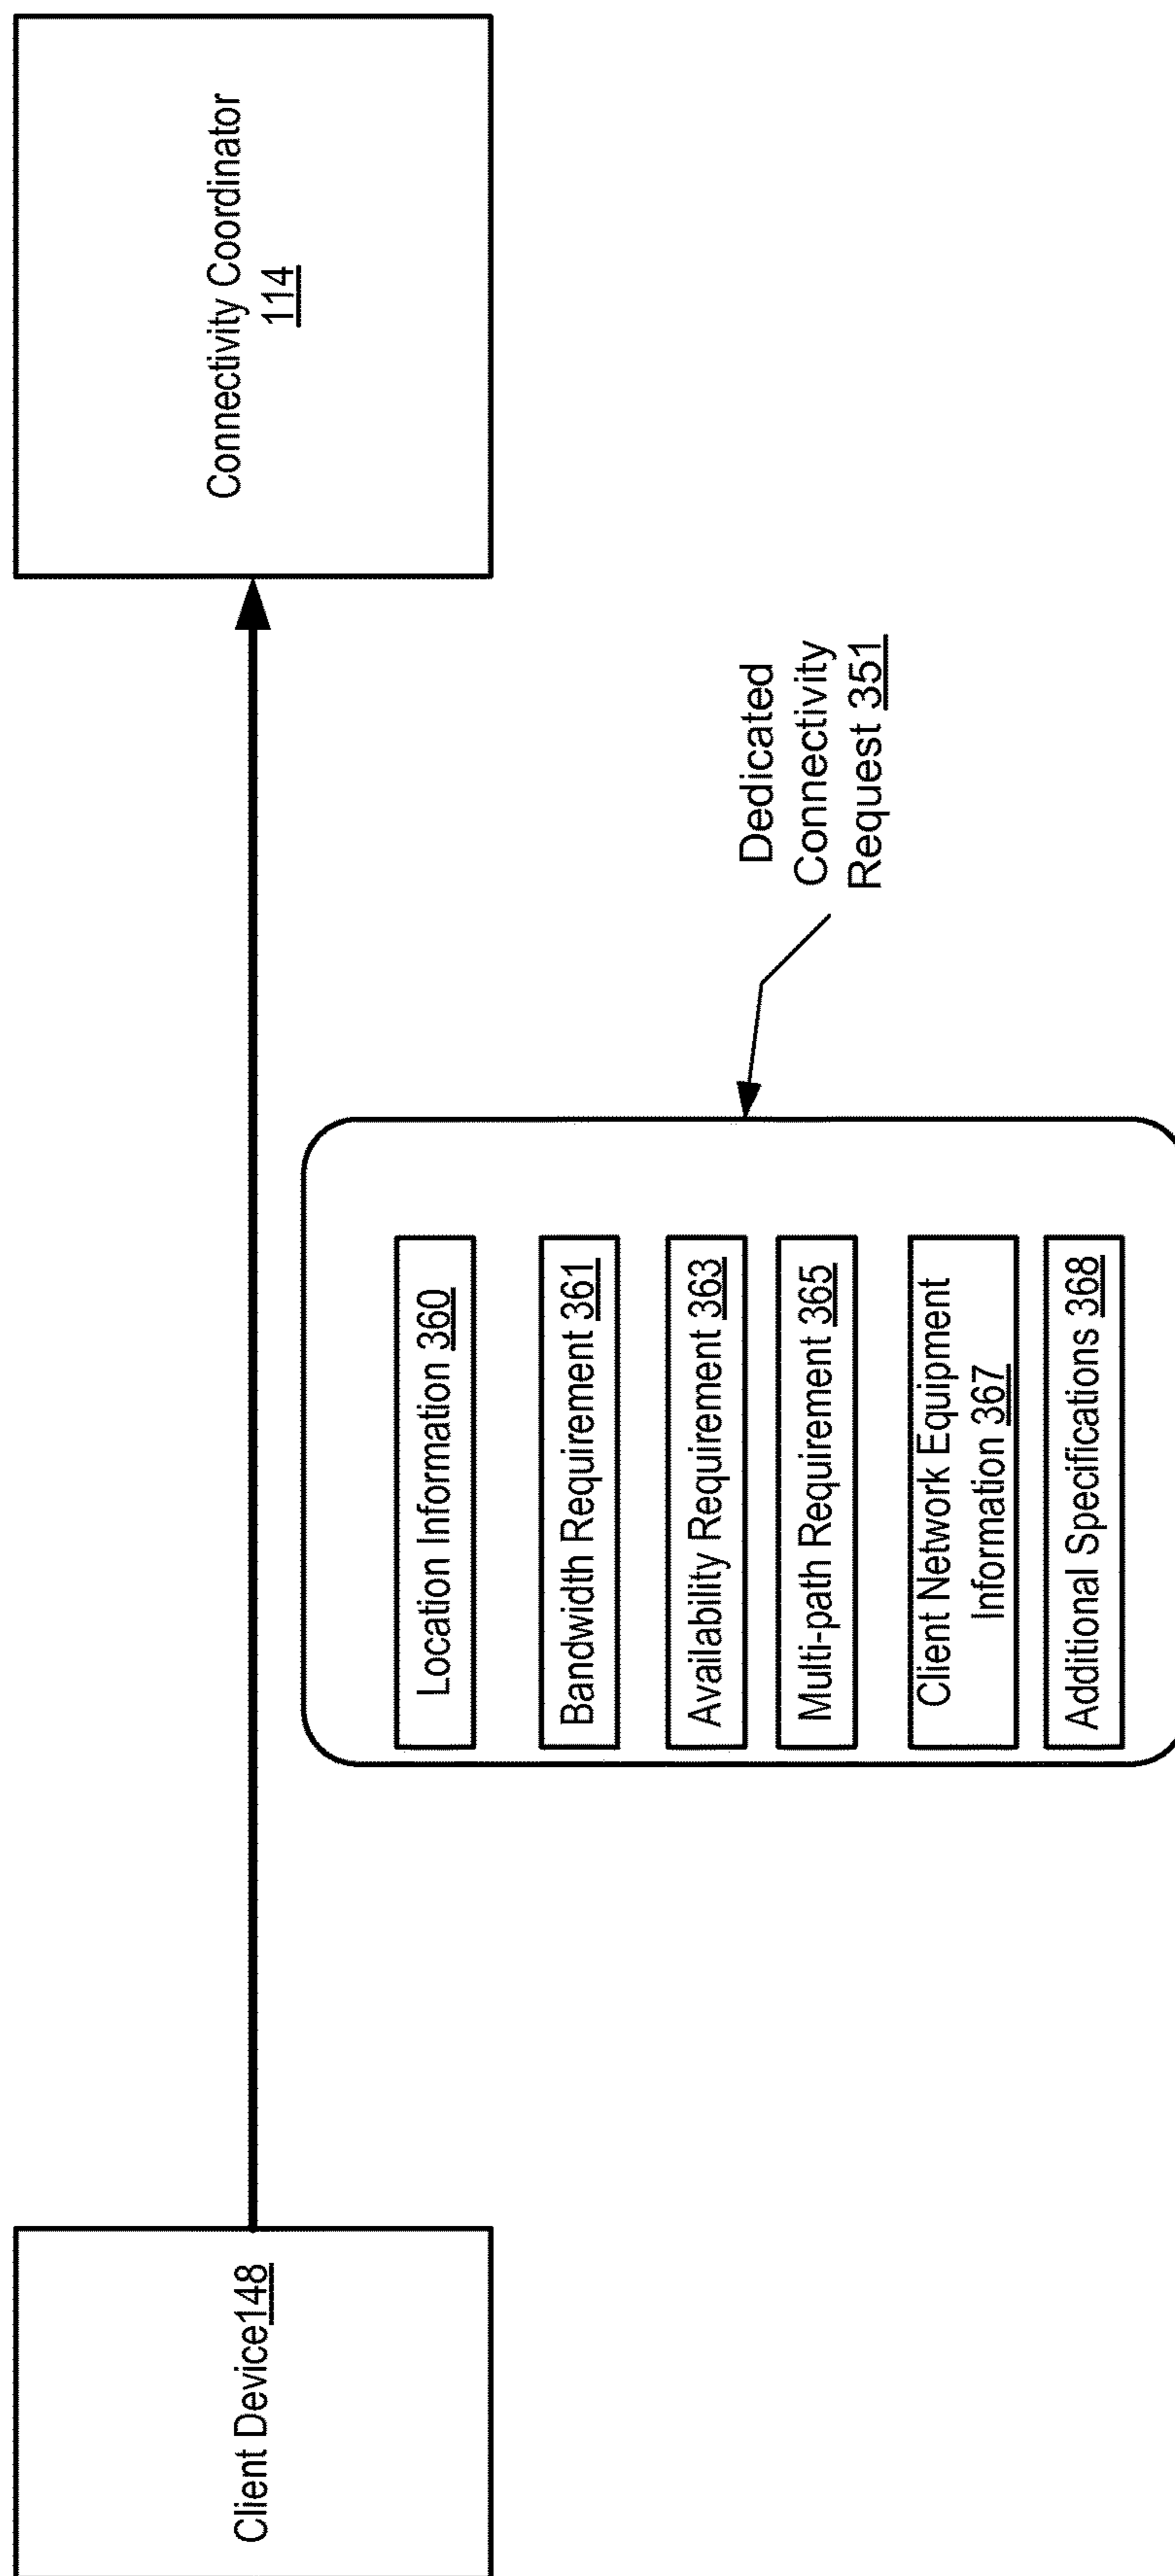 Client Device148
Connectivity Coordinator
114
Location Information 360
Bandwidth Requirement 361
Availability Requirement 363
Multi-path Requirement 365
Client Network Equipment
Information 367
Additional Specifications 368
Dedicated
Connectivity
Request 351